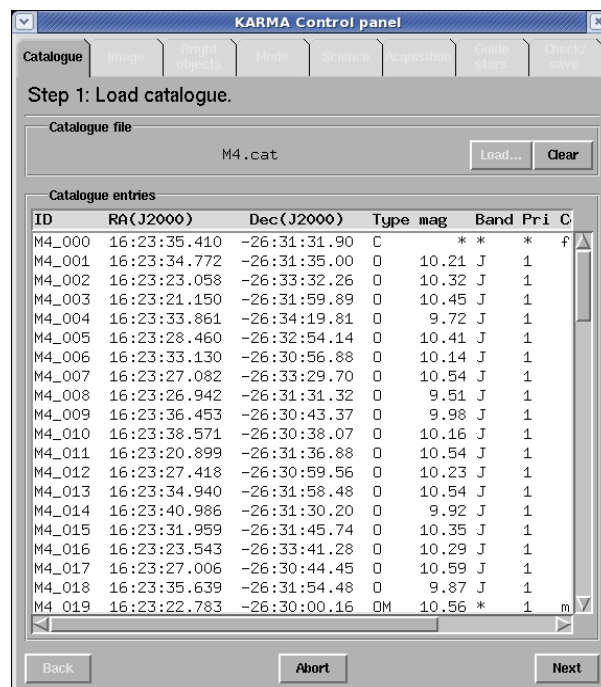 KARMA Control panel
Catalogue Image Bright objects Mode Science Acquisition Guide stars Check/ save
Step 1: Load catalogue.
Catalogue file
M4.cat Load... Clear
Catalogue entries
ID RA(J2000) Dec(J2000) Type mag Band Pri C
M4_000 16:23:35.410 -26:31:31.90 C * * * f
M4_001 16:23:34.772 -26:31:35.00 O 10.21 J 1
M4_002 16:23:23.058 -26:33:32.26 O 10.32 J 1
M4_003 16:23:21.150 -26:31:59.89 O 10.45 J 1
M4_004 16:23:33.861 -26:34:19.81 O 9.72 J 1
M4_005 16:23:28.460 -26:32:54.14 O 10.41 J 1
M4_006 16:23:33.130 -26:30:56.88 O 10.14 J 1
M4_007 16:23:27.082 -26:33:29.70 O 10.54 J 1
M4_008 16:23:26.942 -26:31:31.32 O 9.51 J 1
M4_009 16:23:36.453 -26:30:43.37 O 9.98 J 1
M4_010 16:23:38.571 -26:30:38.07 O 10.16 J 1
M4_011 16:23:20.899 -26:31:36.88 O 10.54 J 1
M4_012 16:23:27.418 -26:30:59.56 O 10.23 J 1
M4_013 16:23:34.940 -26:31:58.48 O 10.54 J 1
M4_014 16:23:40.986 -26:31:30.20 O 9.92 J 1
M4_015 16:23:31.959 -26:31:45.74 O 10.35 J 1
M4_016 16:23:23.543 -26:33:41.28 O 10.29 J 1
M4_017 16:23:27.006 -26:30:44.45 O 10.59 J 1
M4_018 16:23:35.639 -26:31:54.48 O 9.87 J 1
M4_019 16:23:22.783 -26:30:00.16 OM 10.56 * 1 m
Back Abort Next